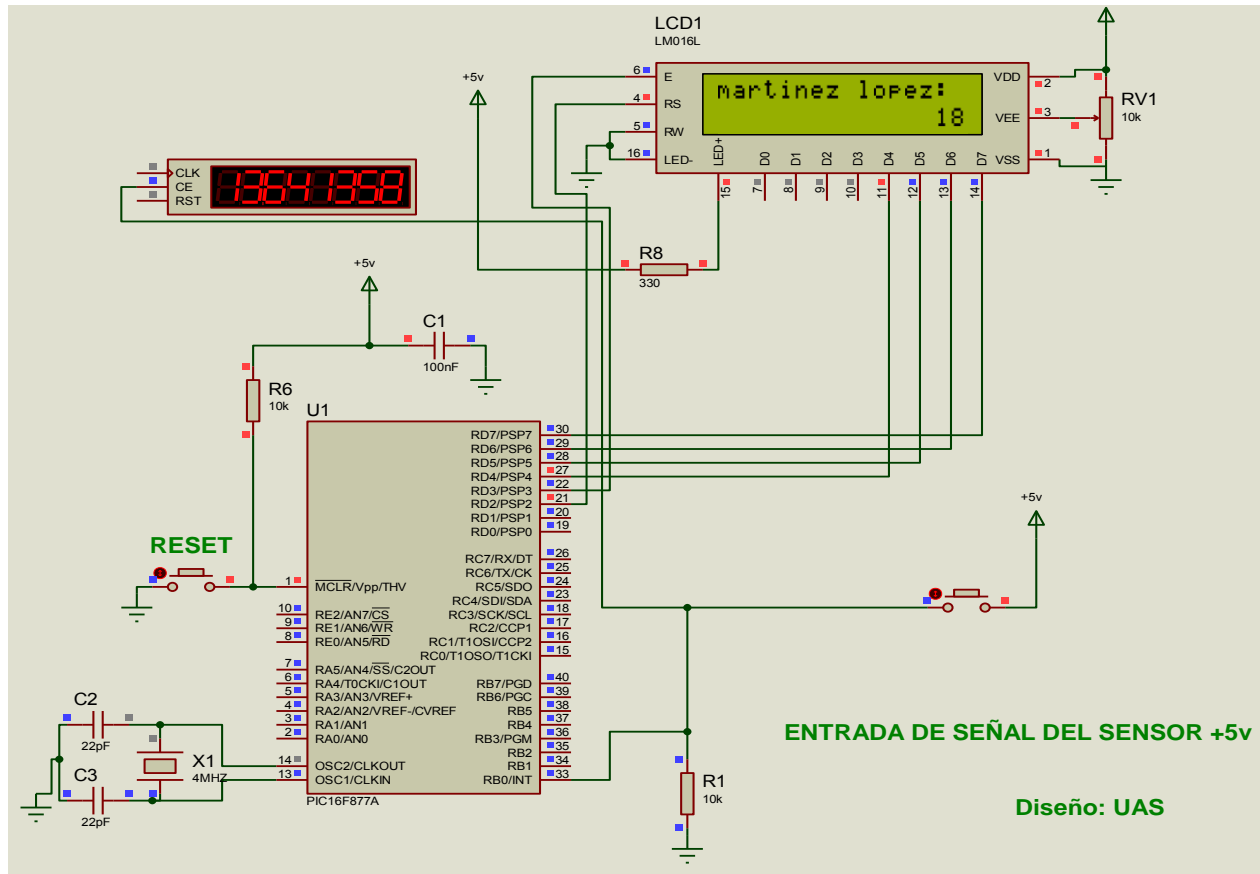 LCD1
LM016L
martinez lopez:
18
6 E
4 RS
5 RW
16 LED-
LED+
D0
D1
D2
D3
D4
D5
D6
D7
15
7
8
9
10
11
12
13
14
VDD 2
VEE 3
VSS 1
RV1
10k
+5v
CLK
CE
RST
R8
330
+5v
C1
100nF
R6
10k
U1
RESET
1 MCLR/Vpp/THV
10 RE2/AN7/CS
9 RE1/AN6/WR
8 RE0/AN5/RD
7 RA5/AN4/SS/C2OUT
6 RA4/T0CKI/C1OUT
5 RA3/AN3/VREF+
4 RA2/AN2/VREF-/CVREF
3 RA1/AN1
2 RA0/AN0
14 OSC2/CLKOUT
13 OSC1/CLKIN
RD7/PSP7 30
RD6/PSP6 29
RD5/PSP5 28
RD4/PSP4 27
RD3/PSP3 22
RD2/PSP2 21
RD1/PSP1 20
RD0/PSP0 19
RC7/RX/DT 26
RC6/TX/CK 25
RC5/SDO 24
RC4/SDI/SDA 23
RC3/SCK/SCL 18
RC2/CCP1 17
RC1/T1OSI/CCP2 16
RC0/T1OSO/T1CKI 15
RB7/PGD 40
RB6/PGC 39
RB5 38
RB4 37
RB3/PGM 36
RB2 35
RB1 34
RB0/INT 33
PIC16F877A
C2
22pF
C3
22pF
X1
4MHZ
+5v
R1
10k
ENTRADA DE SEÑAL DEL SENSOR +5v
Diseño: UAS